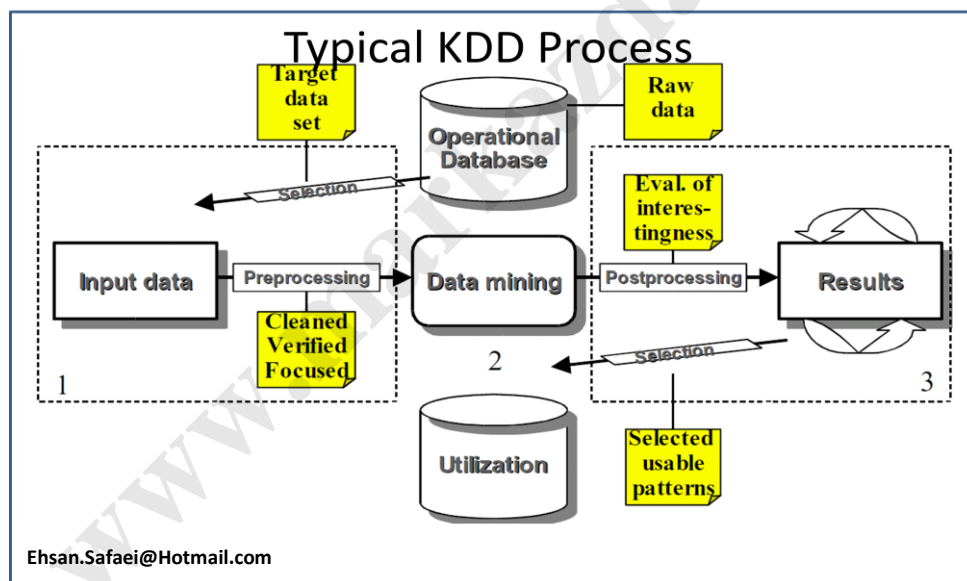 Typical KDD Process
Target
data
set
Operational
Database
Raw
data
Selection
Eval. of
interes-
tingness
Input data
Preprocessing
Data mining
Postprocessing
Results
Cleaned
Verified
Focused
1
2
Selection
3
Utilization
Selected
usable
patterns
Ehsan.Safaei@Hotmail.com